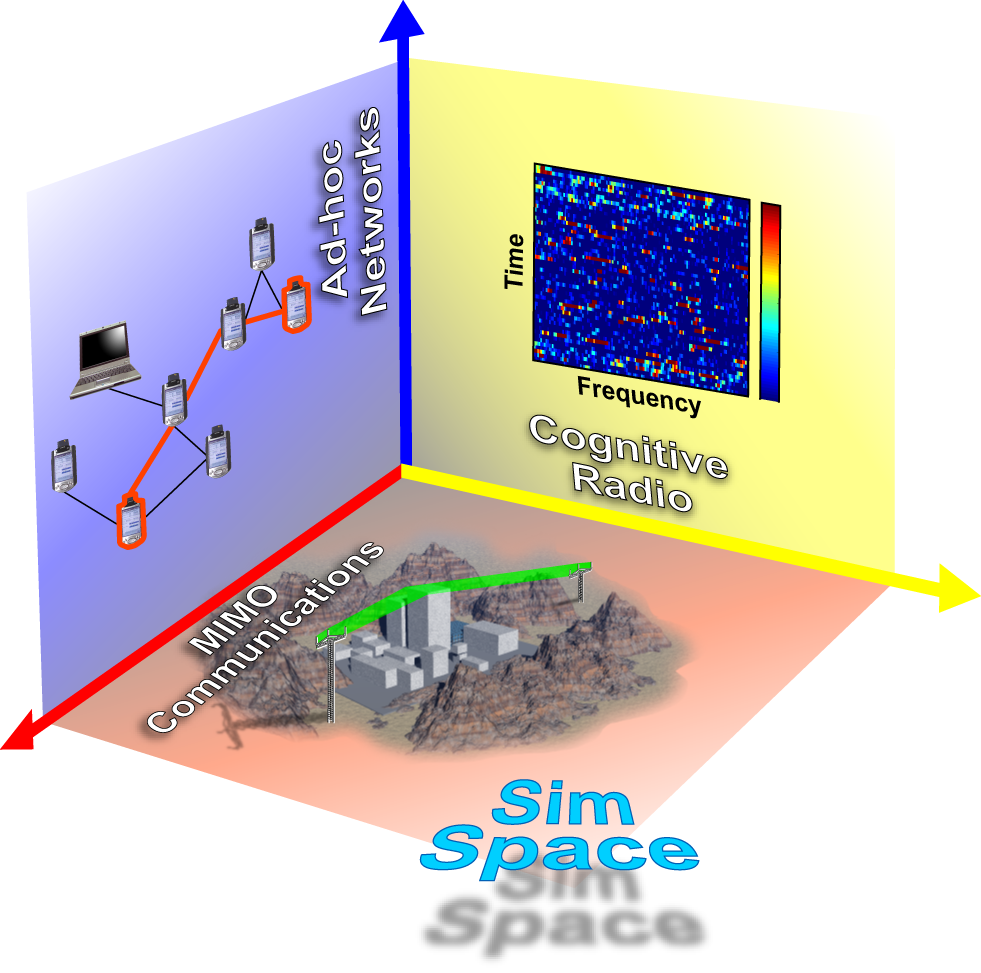 Ad-hoc
Networks
Time
Frequency
Cognitive
Radio
MIMO
Communications
Sim
Space